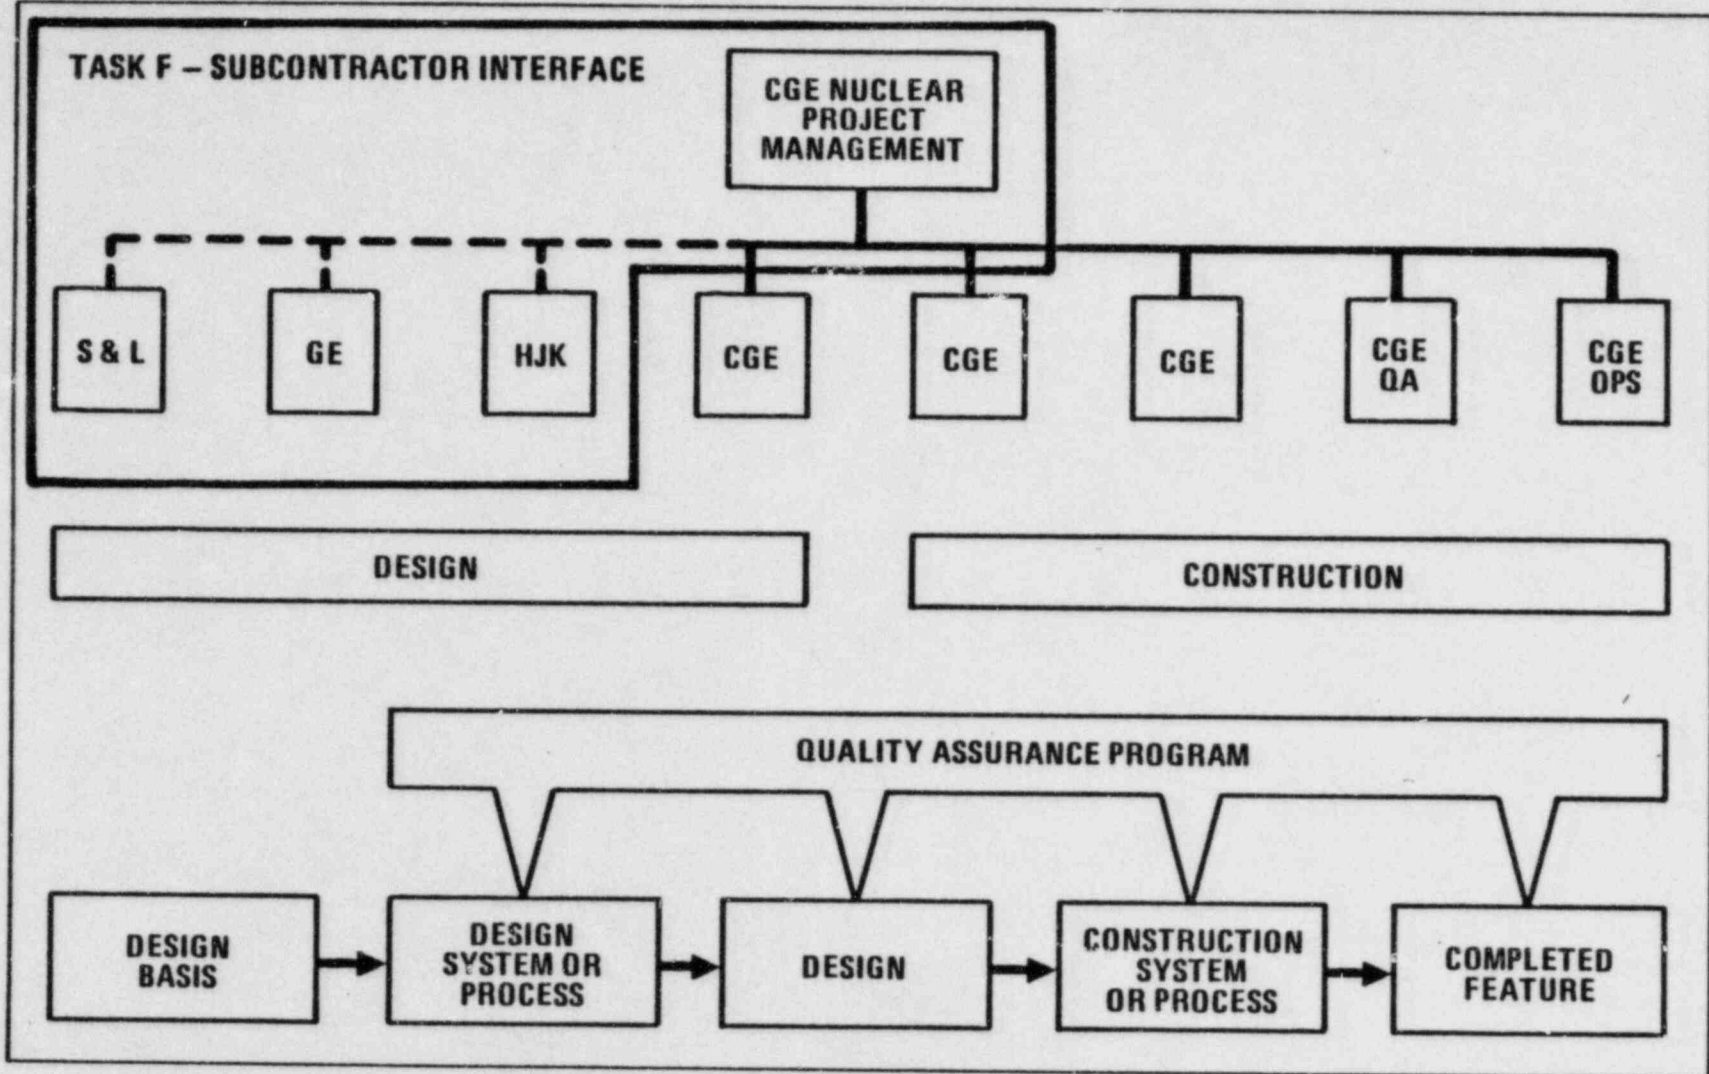 TASK F – SUBCONTRACTOR INTERFACE
CGE NUCLEAR
PROJECT
MANAGEMENT
S & L
GE
HJK
CGE
CGE
CGE
CGE
QA
CGE
OPS
DESIGN
CONSTRUCTION
QUALITY ASSURANCE PROGRAM
DESIGN
BASIS
DESIGN
SYSTEM OR
PROCESS
DESIGN
CONSTRUCTION
SYSTEM
OR PROCESS
COMPLETED
FEATURE